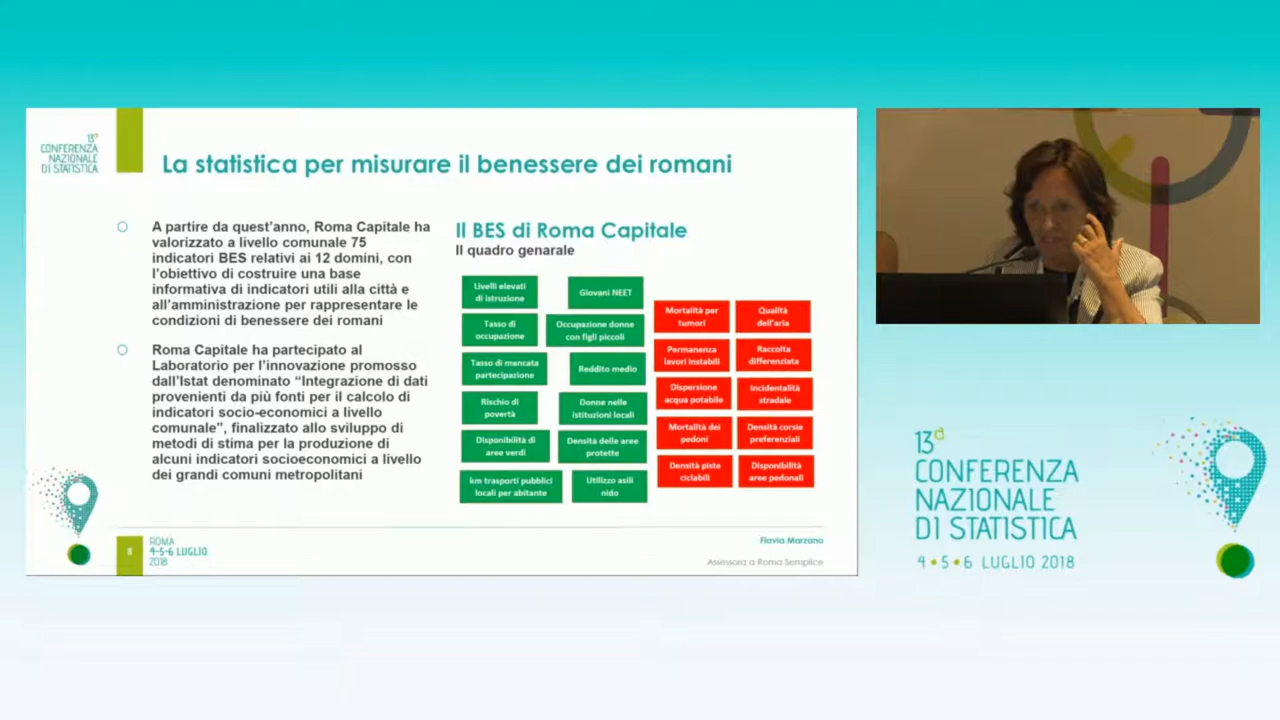 13ª
CONFERENZA
NAZIONALE
DI STATISTICA
La statistica per misurare il benessere dei romani
A partire da quest'anno, Roma Capitale ha
valorizzato a livello comunale 75
indicatori BES relativi ai 12 domini, con
l'obiettivo di costruire una base
informativa di indicatori utili alla città e
all'amministrazione per rappresentare le
condizioni di benessere dei romani
Roma Capitale ha partecipato al
Laboratorio per l'innovazione promosso
dall'Istat denominato “Integrazione di dati
provenienti da più fonti per il calcolo di
indicatori socio-economici a livello
comunale”, finalizzato allo sviluppo di
metodi di stima per la produzione di
alcuni indicatori socioeconomici a livello
dei grandi comuni metropolitani
Il BES di Roma Capitale
Il quadro genarale
Livelli elevati
di istruzione
Giovani NEET
Tasso di
occupazione
Occupazione donne
con figli piccoli
Tasso di mancata
partecipazione
Reddito medio
Rischio di
povertà
Donne nelle
istituzioni locali
Disponibilità di
aree verdi
Densità delle aree
protette
km trasporti pubblici
locali per abitante
Utilizzo asili
nido
Mortalità per
tumori
Qualità
dell'aria
Permanenza
lavori instabili
Raccolta
differenziata
Dispersione
acqua potabile
Incidentalità
stradale
Mortalità dei
pedoni
Densità corsie
preferenziali
Densità piste
ciclabili
Disponibilità
aree pedonali
8
ROMA
4•5•6 LUGLIO
2018
Flavia Marzano
Assessora a Roma Semplice
13ª
CONFERENZA
NAZIONALE
DI STATISTICA
4•5•6 LUGLIO 2018